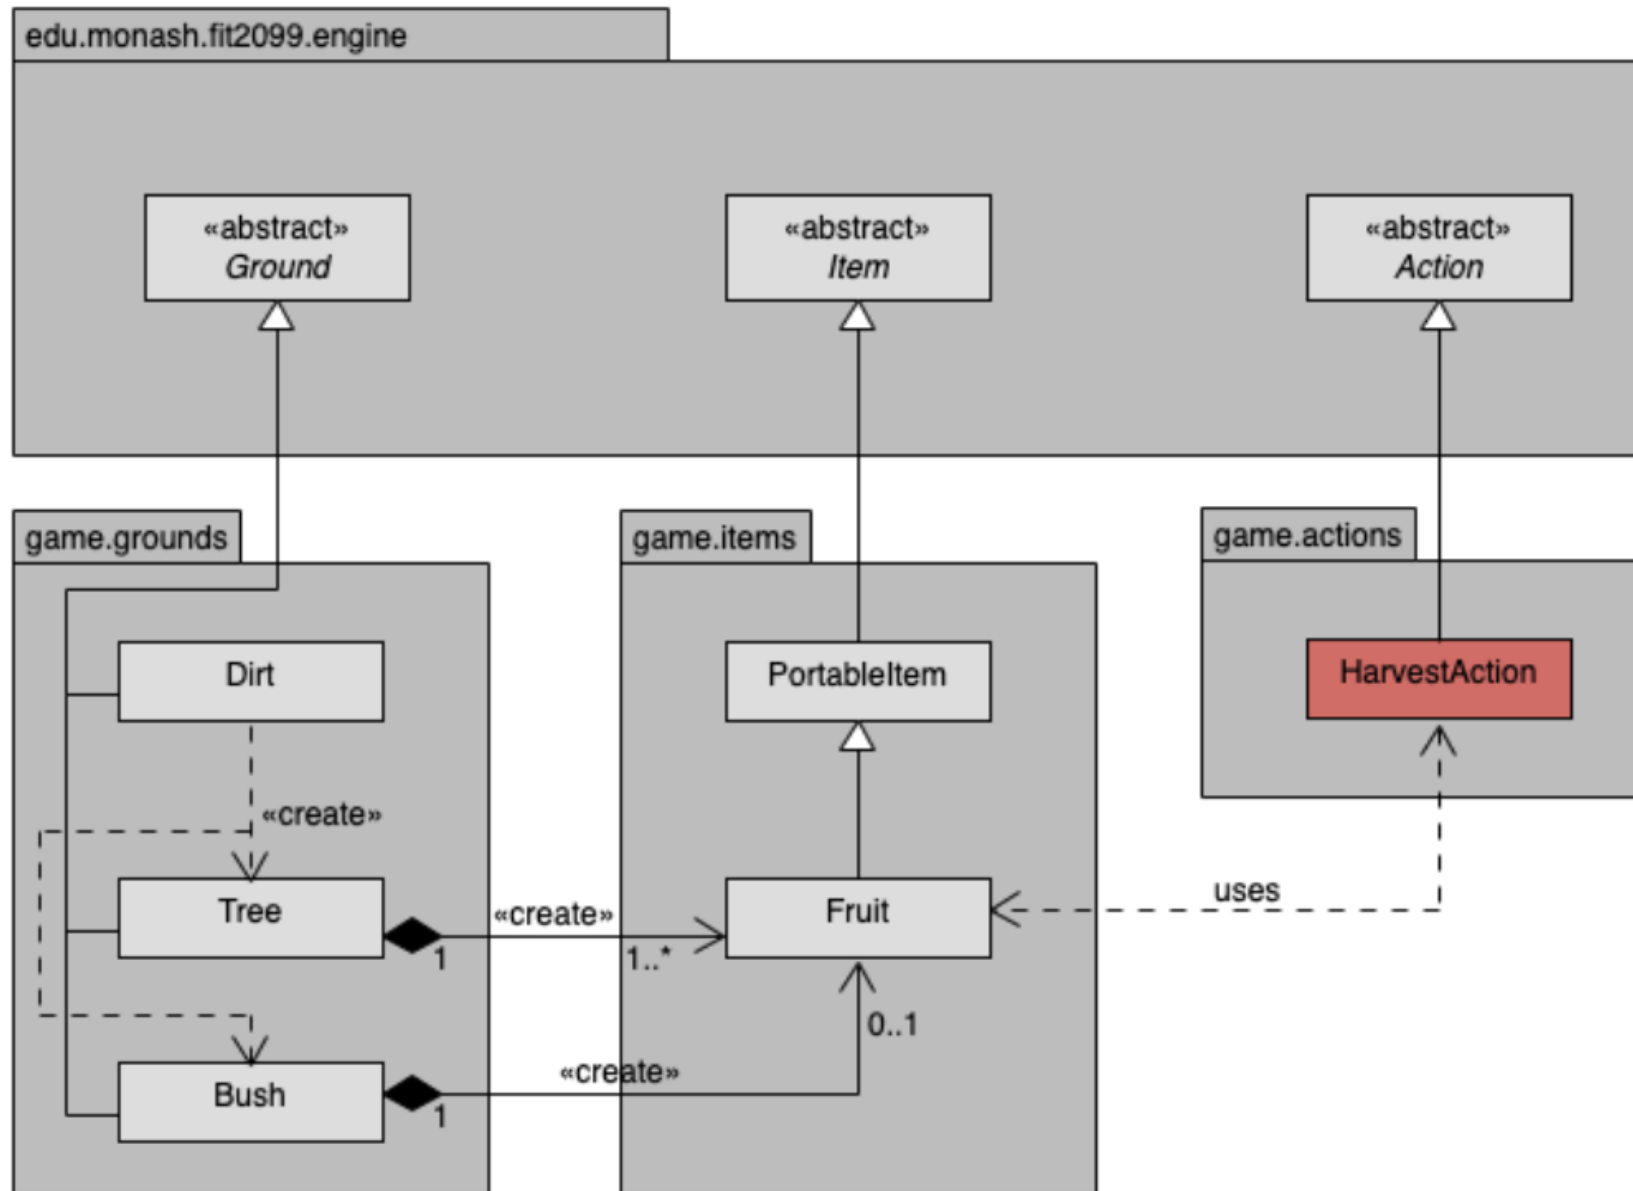 edu.monash.fit2099.engine
«abstract»
Ground
«abstract»
Item
«abstract»
Action
game.grounds
game.items
game.actions
Dirt
PortableItem
HarvestAction
«create»
Tree
1
«create»
1..*
Fruit
uses
0..1
Bush
1
«create»